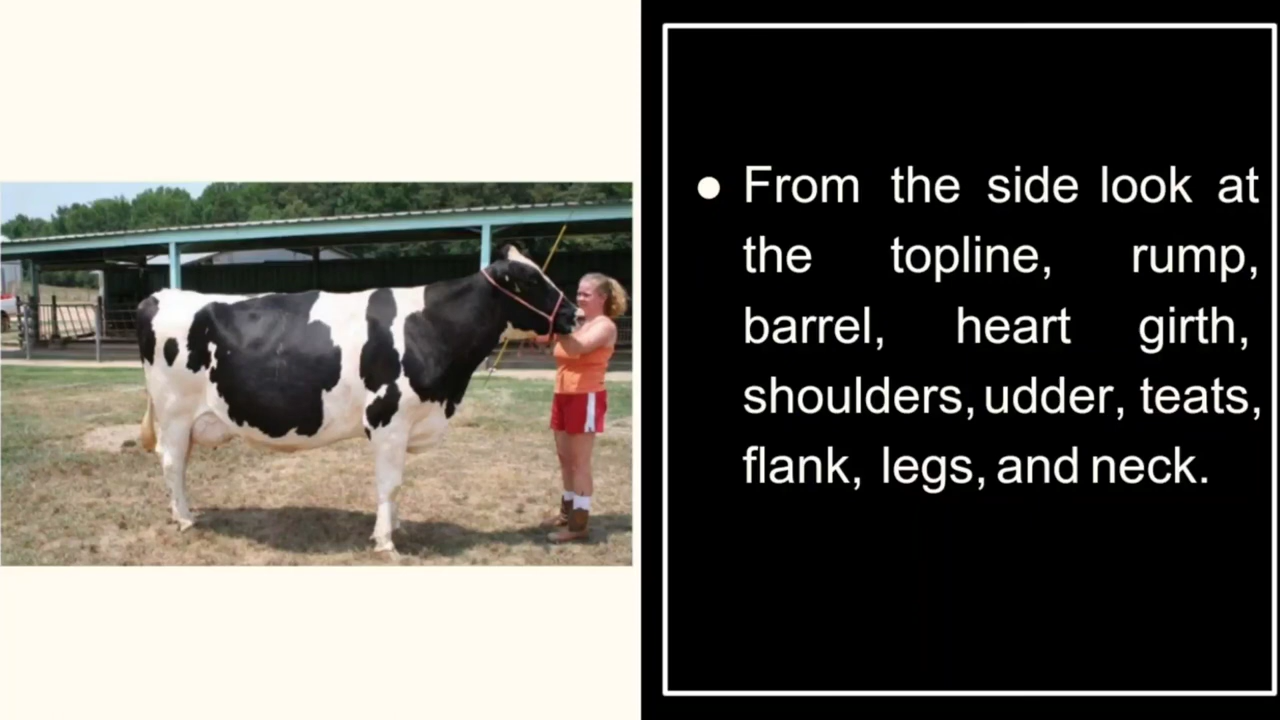 ● From the side look at
the topline, rump,
barrel, heart girth,
shoulders, udder, teats,
flank, legs, and neck.